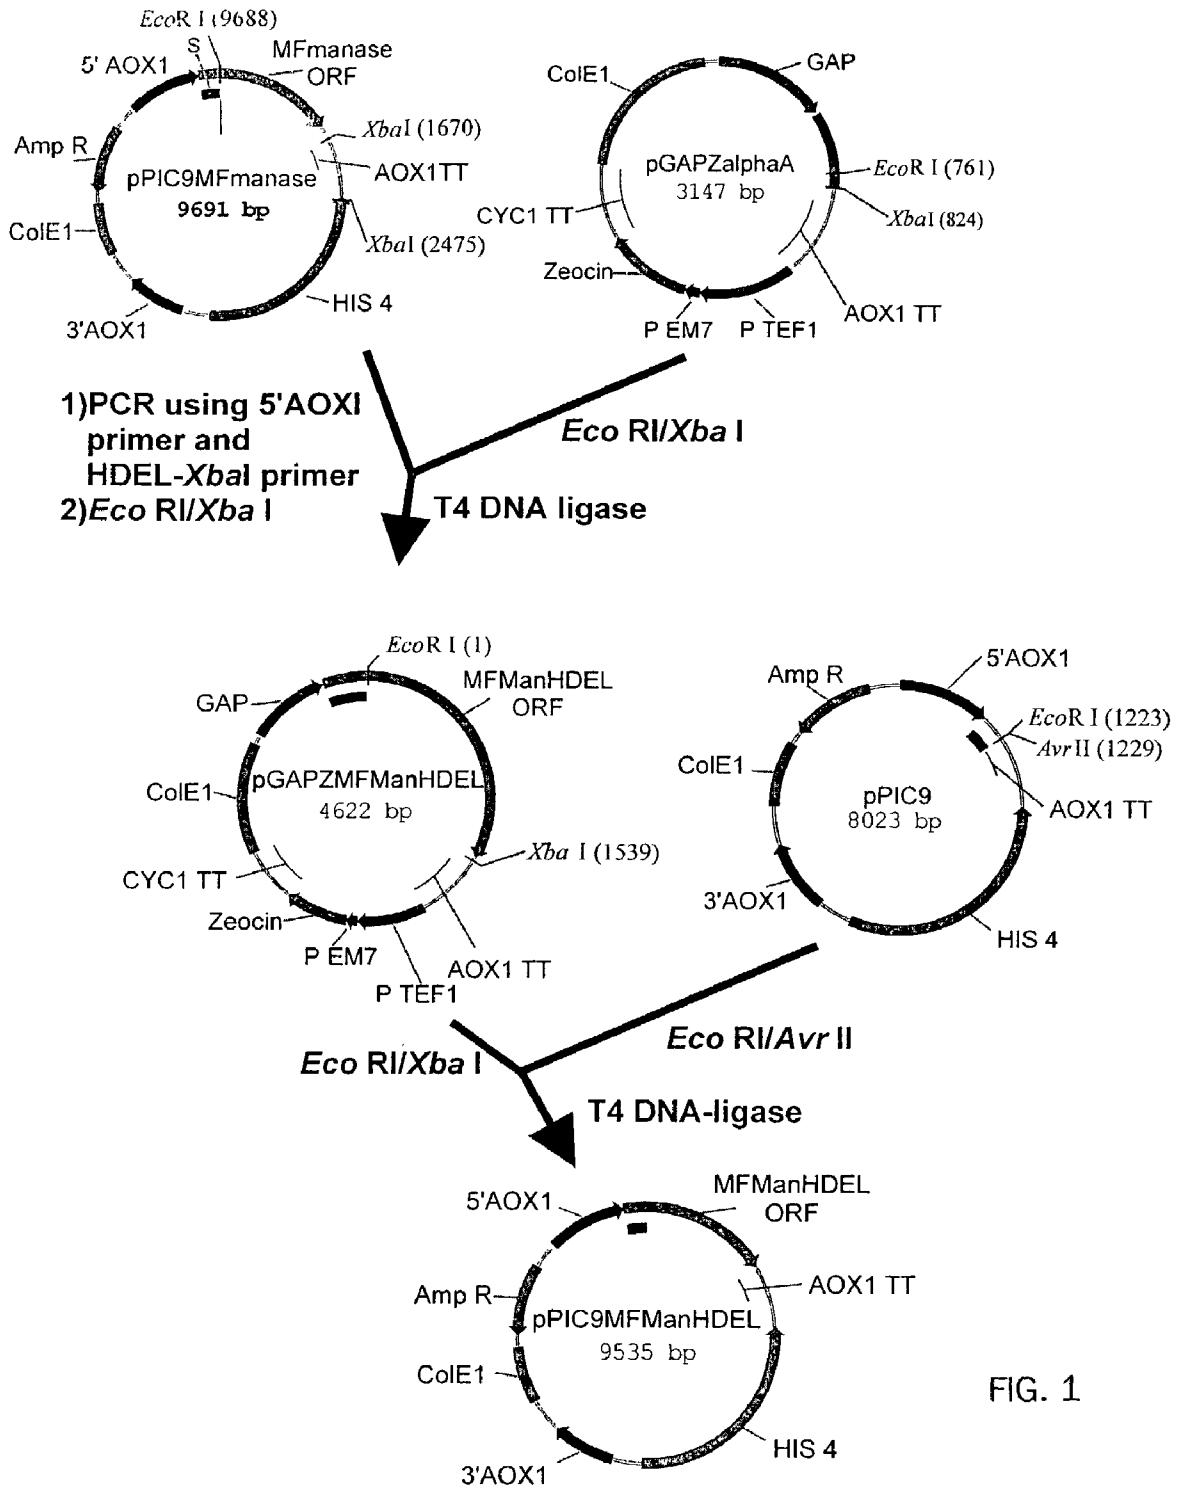 EcoR I (9688)
S
5' AOX1
MFmanase
ORF
XbaI (1670)
Amp R
AOX1TT
pPIC9MFmanase
9691 bp
ColE1
XbaI (2475)
HIS 4
3'AOX1
GAP
ColE1
pGAPZalphaA
3147 bp
EcoR I (761)
XbaI (824)
CYC1 TT
Zeocin
AOX1 TT
P EM7
P TEF1
1)PCR using 5'AOXI
primer and
HDEL-XbaI primer
2)Eco RI/Xba I
Eco RI/Xba I
T4 DNA ligase
EcoR I (1)
MFManHDEL
ORF
GAP
pGAPZMFManHDEL
4622 bp
ColE1
Xba I (1539)
CYC1 TT
Zeocin
P EM7
AOX1 TT
P TEF1
5'AOX1
Amp R
EcoR I (1223)
AvrII (1229)
ColE1
pPIC9
8023 bp
AOX1 TT
3'AOX1
HIS 4
Eco RI/Xba I
Eco RI/Avr II
T4 DNA-ligase
MFManHDEL
ORF
5'AOX1
AOX1 TT
Amp R
pPIC9MFManHDEL
9535 bp
ColE1
HIS 4
3'AOX1
FIG. 1